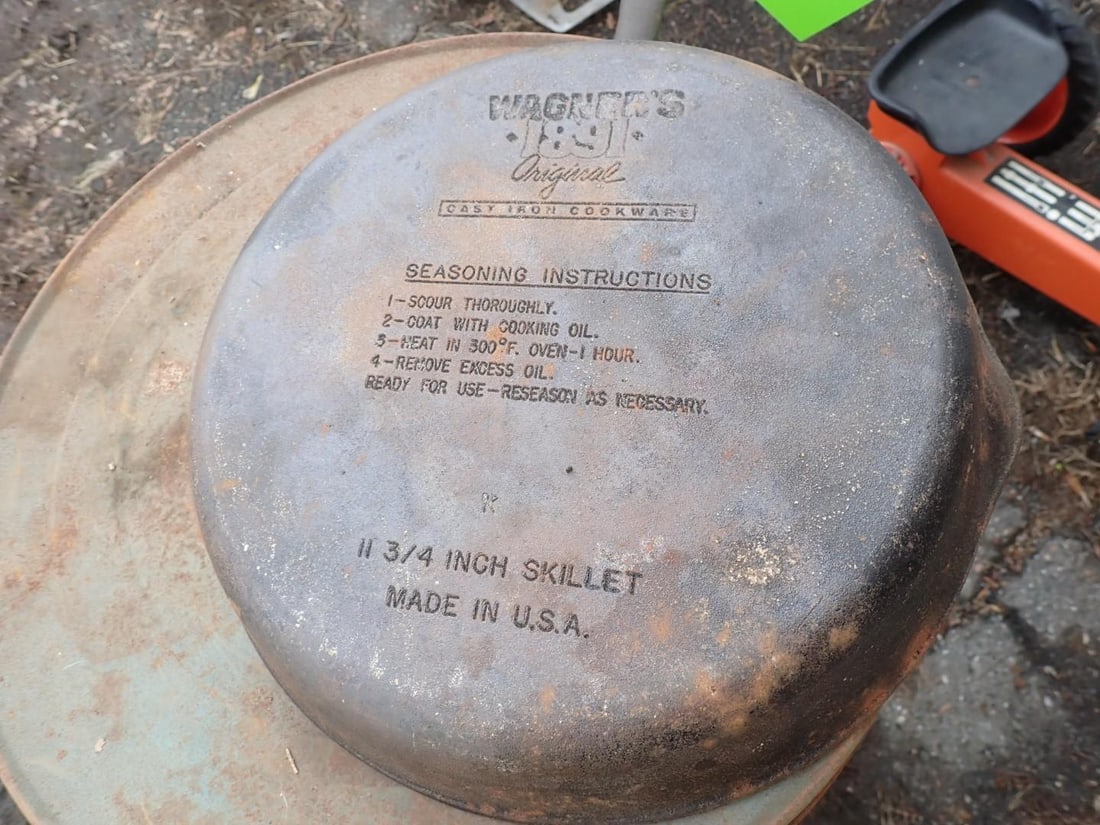 WAGNER'S
· 1891 ·
Original
CAST IRON COOKWARE
SEASONING INSTRUCTIONS
1-SCOUR THOROUGHLY.
2-COAT WITH COOKING OIL.
3-HEAT IN 300°F. OVEN-1 HOUR.
4-REMOVE EXCESS OIL.
READY FOR USE-RESEASON AS NECESSARY.
R
11 3/4 INCH SKILLET
MADE IN U.S.A.